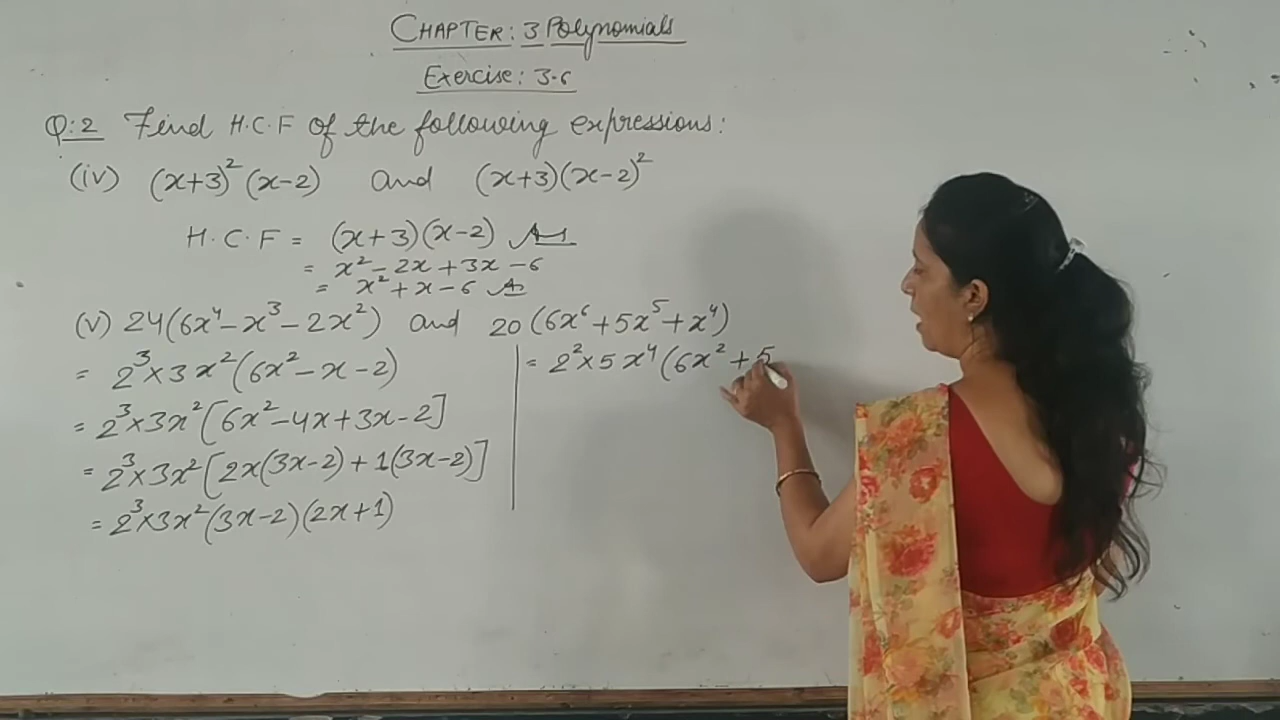 CHAPTER: 3 Polynomials
Exercise: 3.6
Q:2 Find H.C.F Of the following expressions:
(iv) (x+3)²(x-2) and (x+3)(x-2)²
H.C.F = (x+3)(x-2) Ans
= x²-2x+3x-6
= x²+x-6 A
(v) 24(6x⁴-x³-2x²) and 20(6x⁶+5x⁵+x⁴)
= 2³×3x²(6x²-x-2)
= 2³×3x²[6x²-4x+3x-2]
= 2³×3x²[2x(3x-2)+1(3x-2)]
= 2³×3x²(3x-2)(2x+1)
= 2²×5x⁴(6x²+5